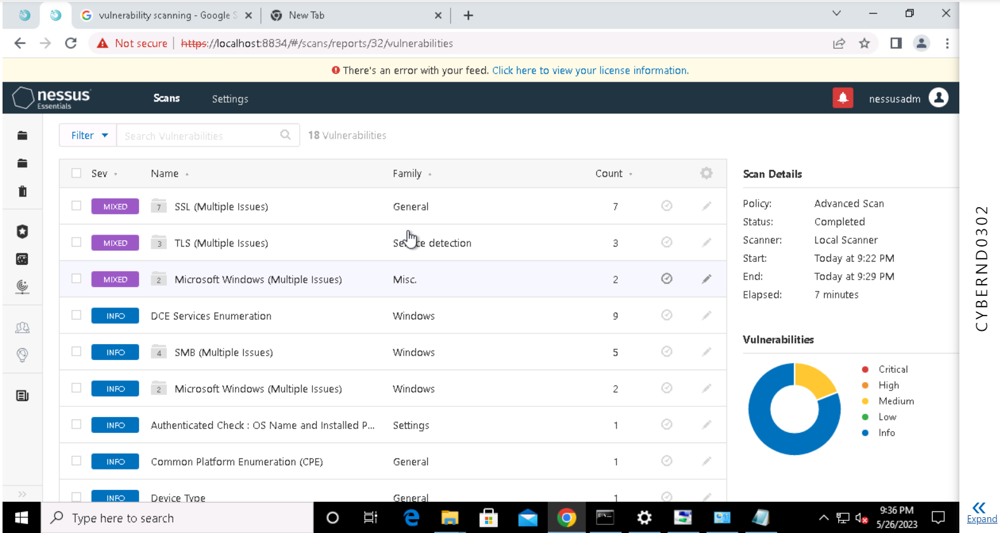 vulnerability scanning - Google S
New Tab
Not secure | https://localhost:8834/#/scans/reports/32/vulnerabilities
There's an error with your feed. Click here to view your license information.
nessus
Essentials
Scans
Settings
nessusadm
Filter
Search Vulnerabilities
18 Vulnerabilities
Sev Name Family Count
MIXED 7 SSL (Multiple Issues) General 7
MIXED 3 TLS (Multiple Issues) detection 3
MIXED 2 Microsoft Windows (Multiple Issues) Misc. 2
INFO DCE Services Enumeration Windows 9
INFO 4 SMB (Multiple Issues) Windows 5
INFO 2 Microsoft Windows (Multiple Issues) Windows 2
INFO Authenticated Check : OS Name and Installed P... Settings 1
INFO Common Platform Enumeration (CPE) General 1
INFO Device Type General 1
Scan Details
Policy: Advanced Scan
Status: Completed
Scanner: Local Scanner
Start: Today at 9:22 PM
End: Today at 9:29 PM
Elapsed: 7 minutes
Vulnerabilities
Critical
High
Medium
Low
Info
CYBERND0302
Type here to search
9:36 PM
5/26/2023
Expand